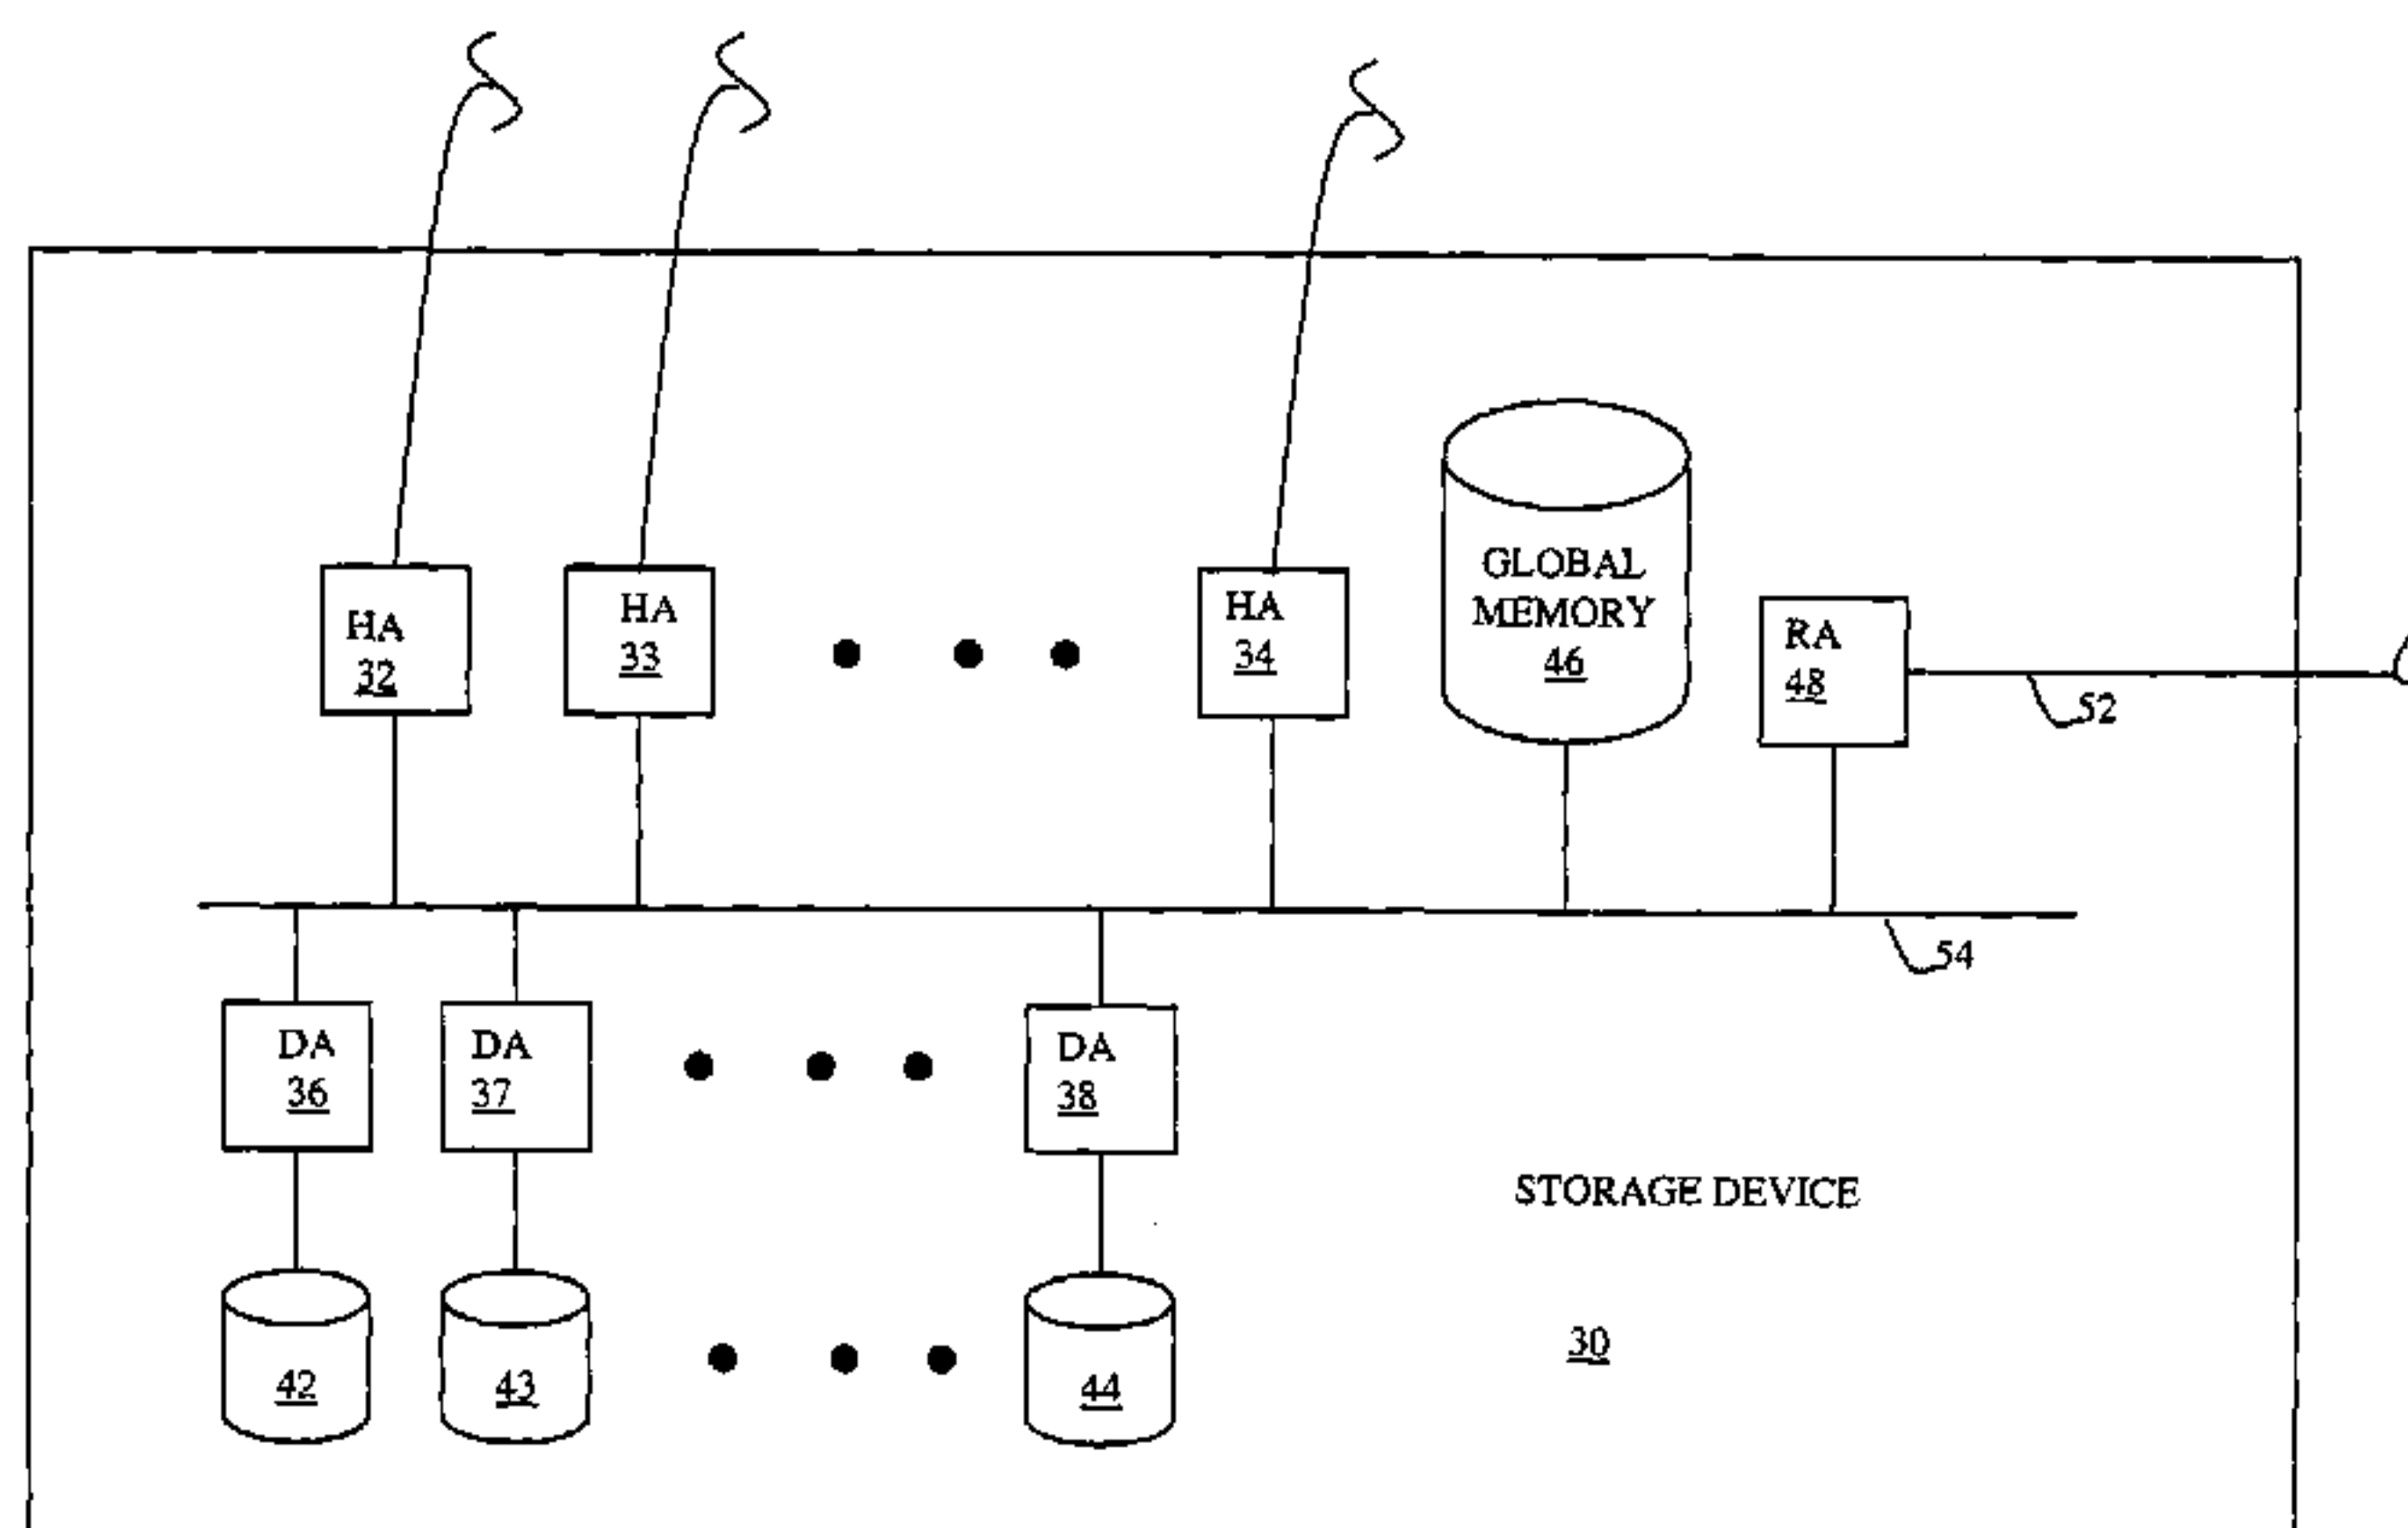 HA
32
HA
33
HA
34
GLOBAL
MEMORY
46
RA
48
52
54
DA
36
DA
37
DA
38
STORAGE DEVICE
30
42
43
44